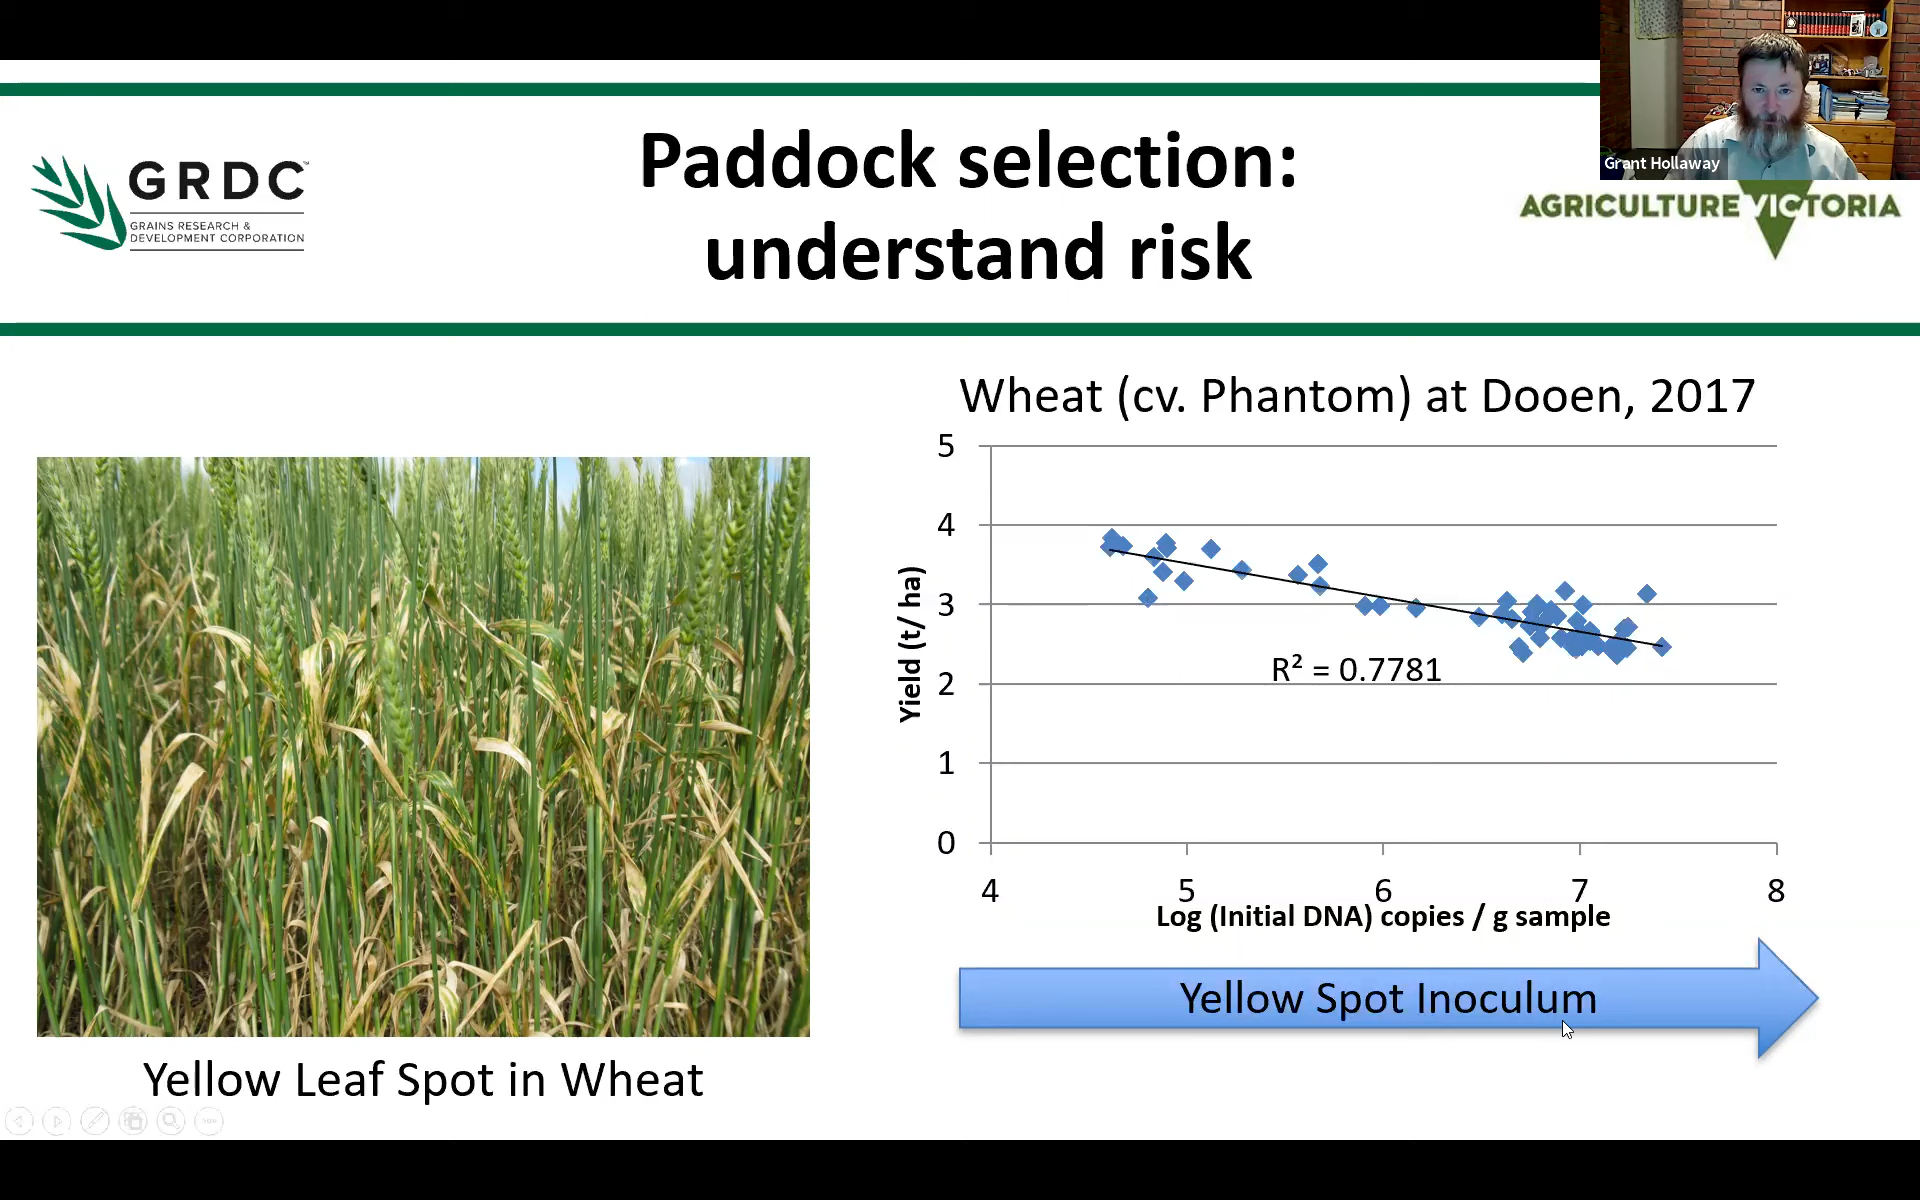 Grant Hollaway
Paddock selection:
understand risk
GRDC™
GRAINS RESEARCH &
DEVELOPMENT CORPORATION
AGRICULTURE VICTORIA
Wheat (cv. Phantom) at Dooen, 2017
5
4
3
2
1
0
Yield (t/ ha)
R² = 0.7781
4 5 6 7 8
Log (Initial DNA) copies / g sample
Yellow Spot Inoculum
Yellow Leaf Spot in Wheat